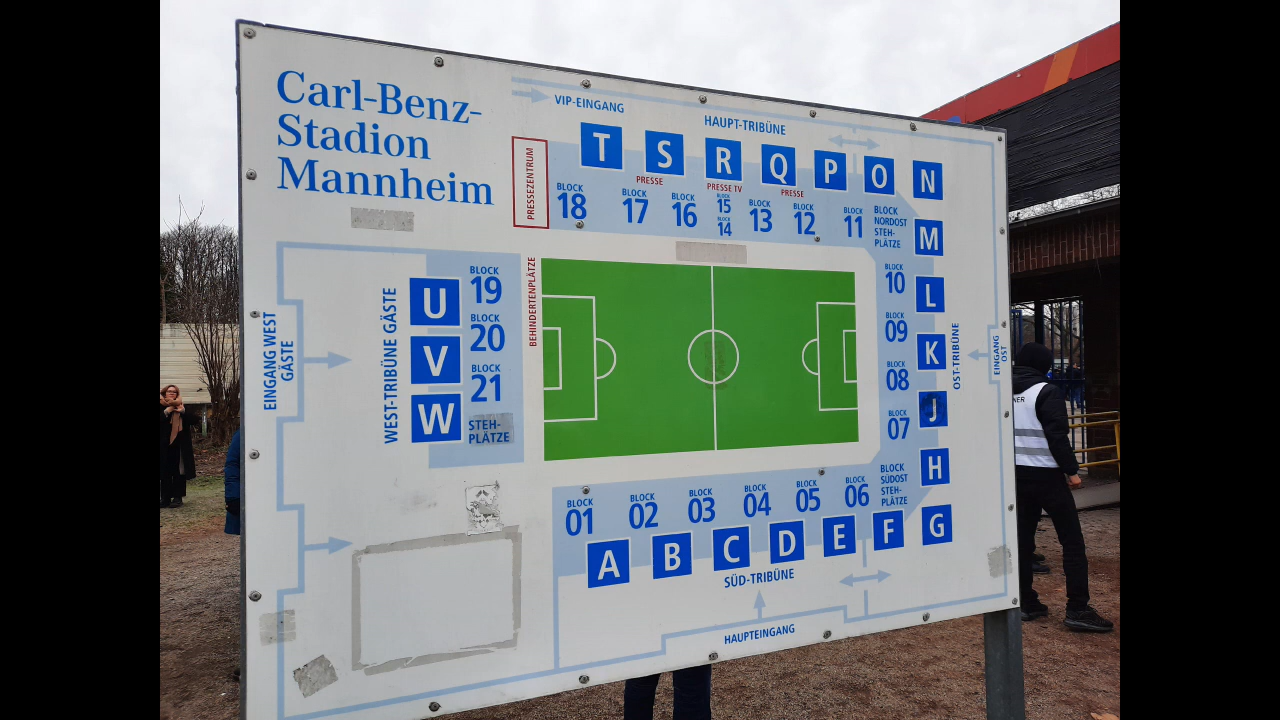 Carl-Benz-
Stadion
Mannheim
VIP-EINGANG
HAUPT-TRIBÜNE
T S R Q P O N
PRESSEZENTRUM
PRESSE
PRESSE TV
PRESSE
BLOCK 18
BLOCK 17
BLOCK 16
BLOCK 15
BLOCK 14
BLOCK 13
BLOCK 12
BLOCK 11
BLOCK
NORDOST
STEH-
PLÄTZE
M
BLOCK 10
L
BLOCK 09
K
BLOCK 08
J
BLOCK 07
H
OST-TRIBÜNE
EINGANG
OST
BEHINDERTENPLÄTZE
EINGANG WEST
GÄSTE
WEST-TRIBÜNE GÄSTE
U
BLOCK 19
V
BLOCK 20
W
BLOCK 21
STEH-
PLÄTZE
BLOCK 01
BLOCK 02
BLOCK 03
BLOCK 04
BLOCK 05
BLOCK 06
BLOCK
SÜDOST
STEH-
PLÄTZE
A B C D E F G
SÜD-TRIBÜNE
HAUPTEINGANG